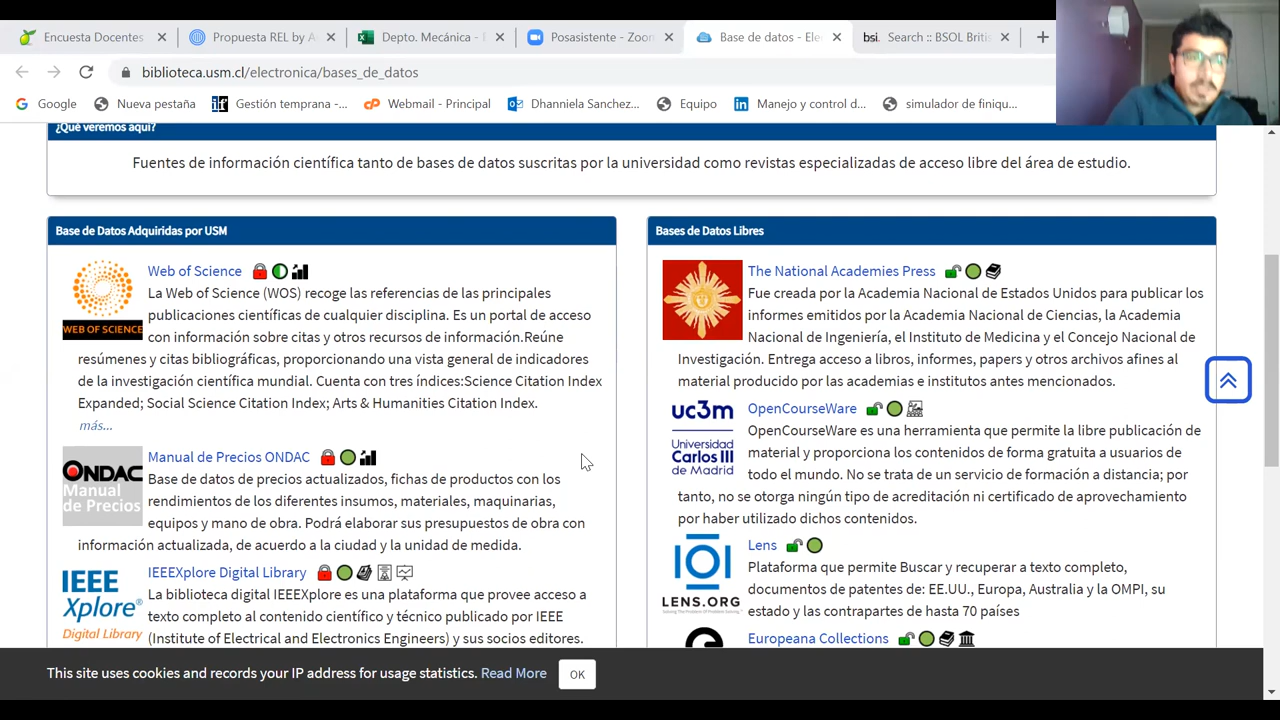 Encuesta Docentes
Propuesta REL by A
Depto. Mecánica - E
Posasistente - Zoom
Base de datos - Ele
bsi. Search :: BSOL Briti
biblioteca.usm.cl/electronica/bases_de_datos
Google
Nueva pestaña
Gestión temprana -...
Webmail - Principal
Dhanniela Sanchez...
Equipo
Manejo y control d...
simulador de finiqu...
¿Qué veremos aquí?
Fuentes de información científica tanto de bases de datos suscritas por la universidad como revistas especializadas de acceso libre del área de estudio.
Base de Datos Adquiridas por USM
WEB OF SCIENCE
Web of Science
La Web of Science (WOS) recoge las referencias de las principales
publicaciones científicas de cualquier disciplina. Es un portal de acceso
con información sobre citas y otros recursos de información.Reúne
resúmenes y citas bibliográficas, proporcionando una vista general de indicadores
de la investigación científica mundial. Cuenta con tres índices:Science Citation Index
Expanded; Social Science Citation Index; Arts & Humanities Citation Index.
más...
ONDAC
Manual
de Precios
Manual de Precios ONDAC
Base de datos de precios actualizados, fichas de productos con los
rendimientos de los diferentes insumos, materiales, maquinarias,
equipos y mano de obra. Podrá elaborar sus presupuestos de obra con
información actualizada, de acuerdo a la ciudad y la unidad de medida.
IEEE
Xplore®
Digital Library
IEEEXplore Digital Library
La biblioteca digital IEEEXplore es una plataforma que provee acceso a
texto completo al contenido científico y técnico publicado por IEEE
(Institute of Electrical and Electronics Engineers) y sus socios editores.
Bases de Datos Libres
The National Academies Press
Fue creada por la Academia Nacional de Estados Unidos para publicar los
informes emitidos por la Academia Nacional de Ciencias, la Academia
Nacional de Ingeniería, el Instituto de Medicina y el Concejo Nacional de
Investigación. Entrega acceso a libros, informes, papers y otros archivos afines al
material producido por las academias e institutos antes mencionados.
uc3m
Universidad
Carlos III
de Madrid
OpenCourseWare
OpenCourseWare es una herramienta que permite la libre publicación de
material y proporciona los contenidos de forma gratuita a usuarios de
todo el mundo. No se trata de un servicio de formación a distancia; por
tanto, no se otorga ningún tipo de acreditación ni certificado de aprovechamiento
por haber utilizado dichos contenidos.
LENS.ORG
Lens
Plataforma que permite Buscar y recuperar a texto completo,
documentos de patentes de: EE.UU., Europa, Australia y la OMPI, su
estado y las contrapartes de hasta 70 países
Europeana Collections
This site uses cookies and records your IP address for usage statistics. Read More
OK